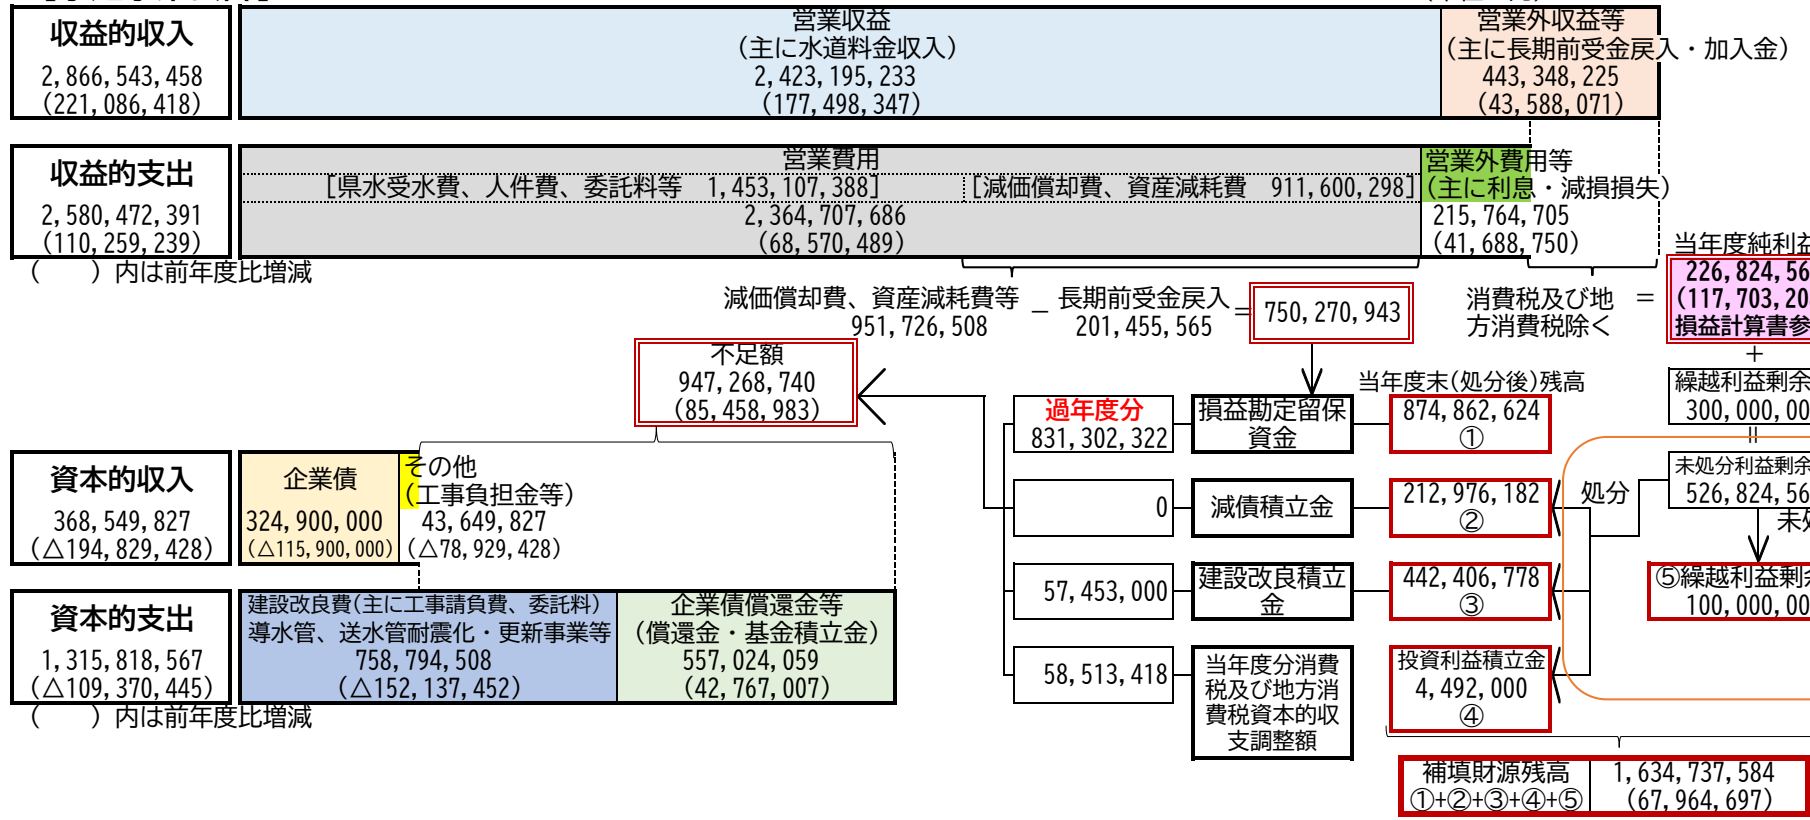 収益的収入
2,866,543,458
(221,086,418)
営業収益
(主に水道料金収入)
2,423,195,233
(177,498,347)
営業外収益等
(主に長期前受金戻入・加入金)
443,348,225
(43,588,071)
収益的支出
2,580,472,391
(110,259,239)
営業費用
[県水受水費、人件費、委託料等 1,453,107,388]
[減価償却費、資産減耗費 911,600,298]
2,364,707,686
(68,570,489)
営業外費用等
(主に利息・減損損失)
215,764,705
(41,688,750)
( )内は前年度比増減
減価償却費、資産減耗費等
951,726,508
－
長期前受金戻入
201,455,565
=
750,270,943
消費税及び地
方消費税除く
=
当年度純利益
226,824,56
(117,703,20
損益計算書参
+
繰越利益剰余
300,000,00
||
未処分利益剰余
526,824,56
処分
⑤繰越利益剰余
100,000,00
不足額
947,268,740
(85,458,983)
当年度末(処分後)残高
過年度分
831,302,322
損益勘定留保
資金
874,862,624
①
0
減債積立金
212,976,182
②
57,453,000
建設改良積立
金
442,406,778
③
58,513,418
当年度分消費
税及び地方消
費税資本的収
支調整額
投資利益積立金
4,492,000
④
資本的収入
368,549,827
(△194,829,428)
企業債
324,900,000
(△115,900,000)
その他
(工事負担金等)
43,649,827
(△78,929,428)
資本的支出
1,315,818,567
(△109,370,445)
建設改良費(主に工事請負費、委託料)
導水管、送水管耐震化・更新事業等
758,794,508
(△152,137,452)
企業債償還金等
(償還金・基金積立金)
557,024,059
(42,767,007)
( )内は前年度比増減
補填財源残高
①+②+③+④+⑤
1,634,737,584
(67,964,697)